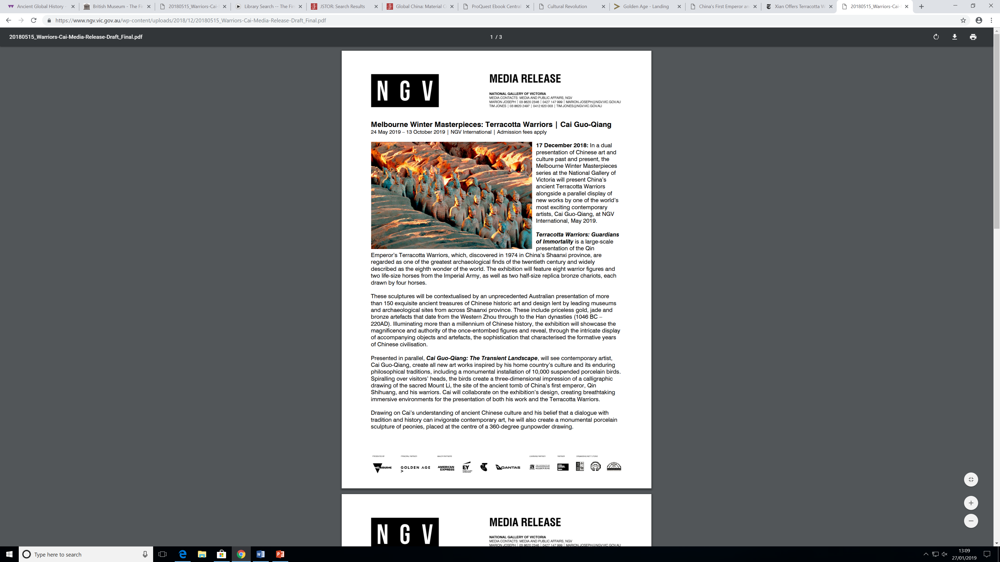 Ancient Global History -
British Museum - The Fir
20180515_Warriors-Cai-
Library Search -- The Fir
JSTOR: Search Results
Global China: Material C
ProQuest Ebook Central
Cultural Revolution
Golden Age - Landing
China's First Emperor an
Xian Offers Terracotta W
20180515_Warriors-Cai-
https://www.ngv.vic.gov.au/wp-content/uploads/2018/12/20180515_Warriors-Cai-Media-Release-Draft_Final.pdf
20180515_Warriors-Cai-Media-Release-Draft_Final.pdf
1 / 3
NGV
MEDIA RELEASE
NATIONAL GALLERY OF VICTORIA
MEDIA CONTACTS: MEDIA AND PUBLIC AFFAIRS, NGV
MARION JOSEPH | 03 8620 2346 | 0427 147 999 | MARION.JOSEPH@NGV.VIC.GOV.AU
TIM JONES | 03 8620 2497 | 0412 620 003 | TIM.JONES@NGV.VIC.GOV.AU
Melbourne Winter Masterpieces: Terracotta Warriors | Cai Guo-Qiang
24 May 2019 – 13 October 2019 | NGV International | Admission fees apply
17 December 2018: In a dual
presentation of Chinese art and
culture past and present, the
Melbourne Winter Masterpieces
series at the National Gallery of
Victoria will present China's
ancient Terracotta Warriors
alongside a parallel display of
new works by one of the world's
most exciting contemporary
artists, Cai Guo-Qiang, at NGV
International, May 2019.
Terracotta Warriors: Guardians
of Immortality is a large-scale
presentation of the Qin
Emperor's Terracotta Warriors, which, discovered in 1974 in China's Shaanxi province, are
regarded as one of the greatest archaeological finds of the twentieth century and widely
described as the eighth wonder of the world. The exhibition will feature eight warrior figures and
two life-size horses from the Imperial Army, as well as two half-size replica bronze chariots, each
drawn by four horses.
These sculptures will be contextualised by an unprecedented Australian presentation of more
than 150 exquisite ancient treasures of Chinese historic art and design lent by leading museums
and archaeological sites from across Shaanxi province. These include priceless gold, jade and
bronze artefacts that date from the Western Zhou through to the Han dynasties (1046 BC –
220AD). Illuminating more than a millennium of Chinese history, the exhibition will showcase the
magnificence and authority of the once-entombed figures and reveal, through the intricate display
of accompanying objects and artefacts, the sophistication that characterised the formative years
of Chinese civilisation.
Presented in parallel, Cai Guo-Qiang: The Transient Landscape, will see contemporary artist,
Cai Guo-Qiang, create all new art works inspired by his home country's culture and its enduring
philosophical traditions, including a monumental installation of 10,000 suspended porcelain birds.
Spiralling over visitors' heads, the birds create a three-dimensional impression of a calligraphic
drawing of the sacred Mount Li, the site of the ancient tomb of China's first emperor, Qin
Shihuang, and his warriors. Cai will collaborate on the exhibition's design, creating breathtaking
immersive environments for the presentation of both his work and the Terracotta Warriors.
Drawing on Cai's understanding of ancient Chinese culture and his belief that a dialogue with
tradition and history can invigorate contemporary art, he will also create a monumental porcelain
sculpture of peonies, placed at the centre of a 360-degree gunpowder drawing.
PRESENTED BY
PRINCIPAL PARTNER
MAJOR PARTNERS
LEARNING PARTNER
PARTNER
ORGANISING INSTITUTIONS
MELBOURNE
GOLDEN AGE
AMERICAN
EXPRESS
EY
QANTAS
THE UNIVERSITY OF
MELBOURNE
NGV
MEDIA RELEASE
NATIONAL GALLERY OF VICTORIA
MEDIA CONTACTS: MEDIA AND PUBLIC AFFAIRS, NGV
MARION JOSEPH | 03 8620 2346 | 0427 147 999 | MARION.JOSEPH@NGV.VIC.GOV.AU
Type here to search
13:09
27/01/2019